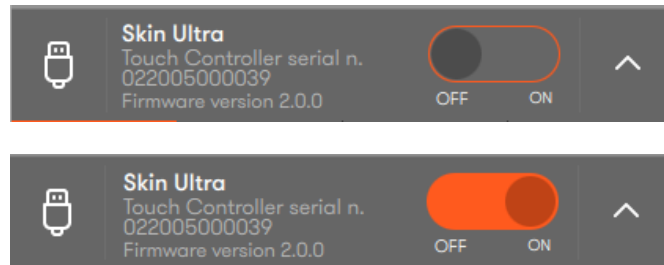 Skin Ultra
Touch Controller serial n.
022005000039
Firmware version 2.0.0
OFF ON
Skin Ultra
Touch Controller serial n.
022005000039
Firmware version 2.0.0
OFF ON